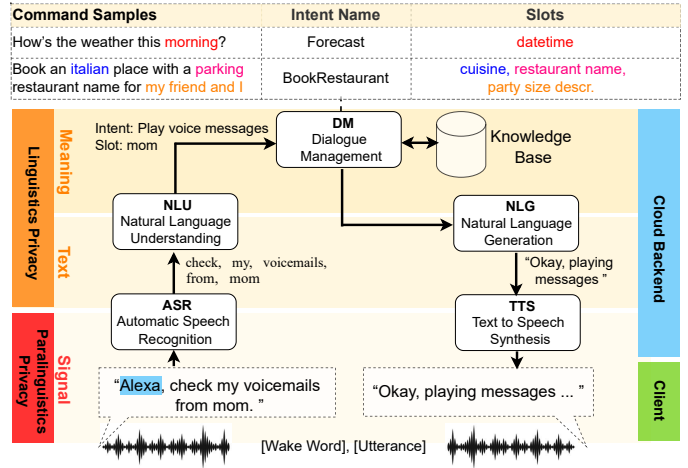 Command Samples
Intent Name
Slots
How's the weather this morning?
Forecast
datetime
Book an italian place with a parking
restaurant name for my friend and I
BookRestaurant
cuisine, restaurant name,
party size descr.
Linguistics Privacy
Paralinguistics
Privacy
Meaning
Text
Signal
Intent: Play voice messages
Slot: mom
DM
Dialogue
Management
Knowledge
Base
NLU
Natural Language
Understanding
NLG
Natural Language
Generation
check, my, voicemails,
from, mom
“Okay, playing
messages ”
ASR
Automatic Speech
Recognition
TTS
Text to Speech
Synthesis
“Alexa, check my voicemails
from mom. ”
“Okay, playing messages ... ”
[Wake Word], [Utterance]
Cloud Backend
Client